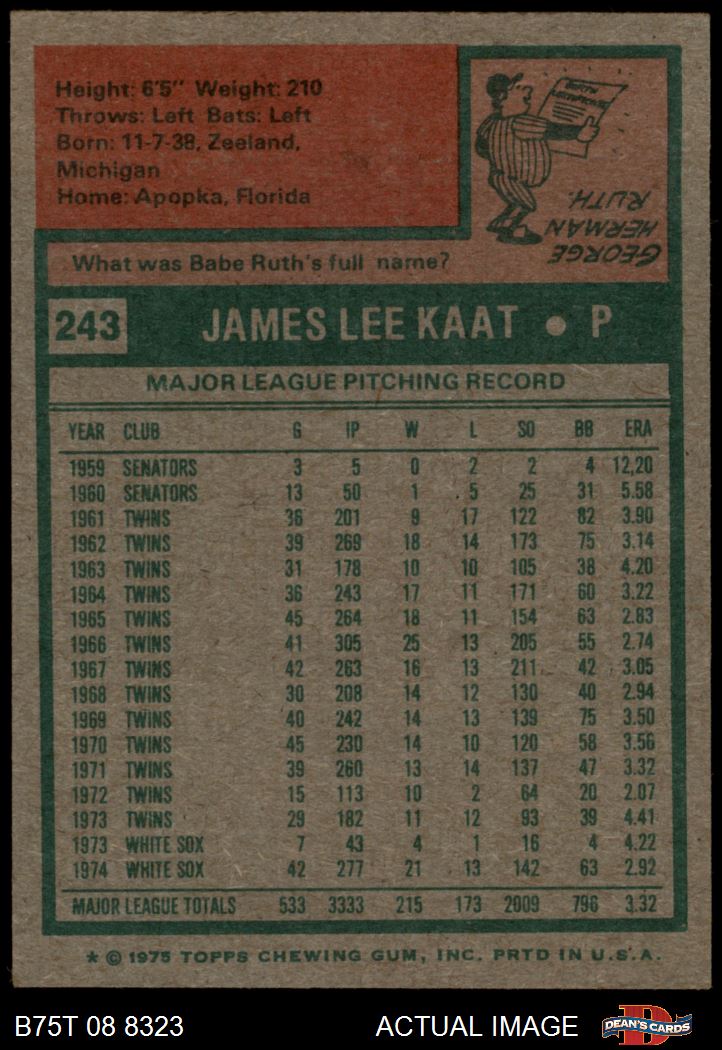 Height: 6'5" Weight: 210
Throws: Left Bats: Left
Born: 11-7-38, Zeeland,
Michigan
Home: Apopka, Florida
BIRTH
CERTIFICATE
GEORGE
HERMAN
RUTH.
What was Babe Ruth's full name?
243 JAMES LEE KAAT • P
MAJOR LEAGUE PITCHING RECORD
YEAR CLUB G IP W L SO BB ERA
1959 SENATORS 3 5 0 2 2 4 12,20
1960 SENATORS 13 50 1 5 25 31 5.58
1961 TWINS 36 201 9 17 122 82 3.90
1962 TWINS 39 269 18 14 173 75 3.14
1963 TWINS 31 178 10 10 105 38 4.20
1964 TWINS 36 243 17 11 171 60 3.22
1965 TWINS 45 264 18 11 154 63 2.83
1966 TWINS 41 305 25 13 205 55 2.74
1967 TWINS 42 263 16 13 211 42 3.05
1968 TWINS 30 208 14 12 130 40 2.94
1969 TWINS 40 242 14 13 139 75 3.50
1970 TWINS 45 230 14 10 120 58 3.56
1971 TWINS 39 260 13 14 137 47 3.32
1972 TWINS 15 113 10 2 64 20 2.07
1973 TWINS 29 182 11 12 93 39 4.41
1973 WHITE SOX 7 43 4 1 16 4 4.22
1974 WHITE SOX 42 277 21 13 142 63 2.92
MAJOR LEAGUE TOTALS 533 3333 215 173 2009 796 3.32
* © 1975 TOPPS CHEWING GUM, INC. PRTD IN U.S.A.
B75T 08 8323 ACTUAL IMAGE D DEAN'S CARDS